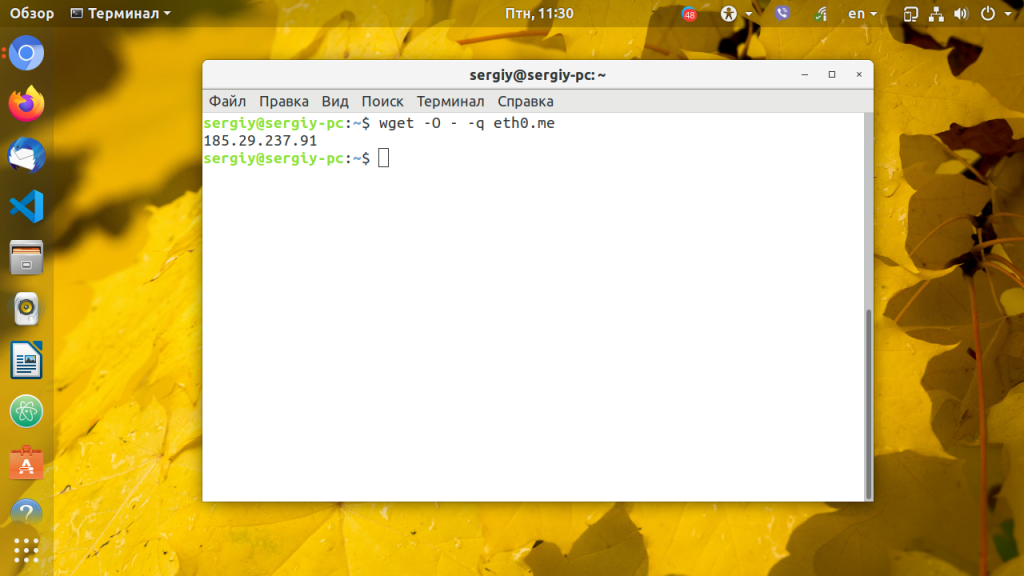 Обзор Терминал Птн, 11:30 48 en
sergiy@sergiy-pc: ~
Файл Правка Вид Поиск Терминал Справка
sergiy@sergiy-pc:~$ wget -O - -q eth0.me
185.29.237.91
sergiy@sergiy-pc:~$